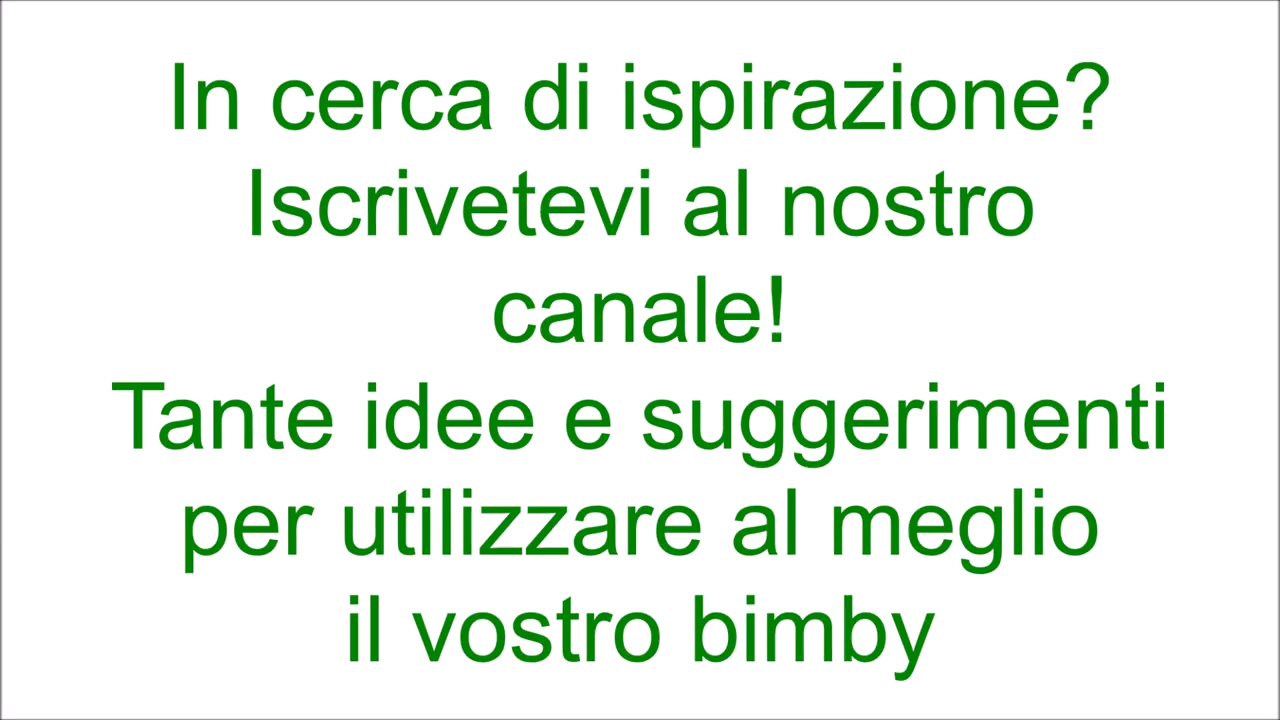 In cerca di ispirazione?
Iscrivetevi al nostro
canale!
Tante idee e suggerimenti
per utilizzare al meglio
il vostro bimby